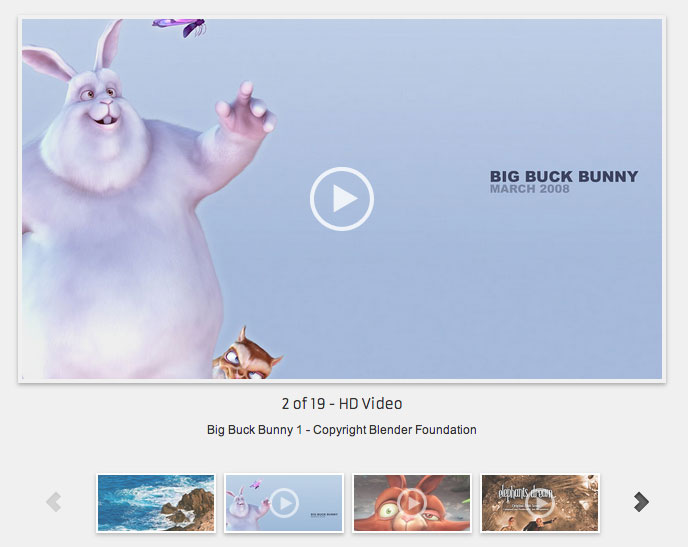 BIG BUCK BUNNY
MARCH 2008
2 of 19 - HD Video
Big Buck Bunny 1 - Copyright Blender Foundation
BIG BUCK BUNNY
elephants dream